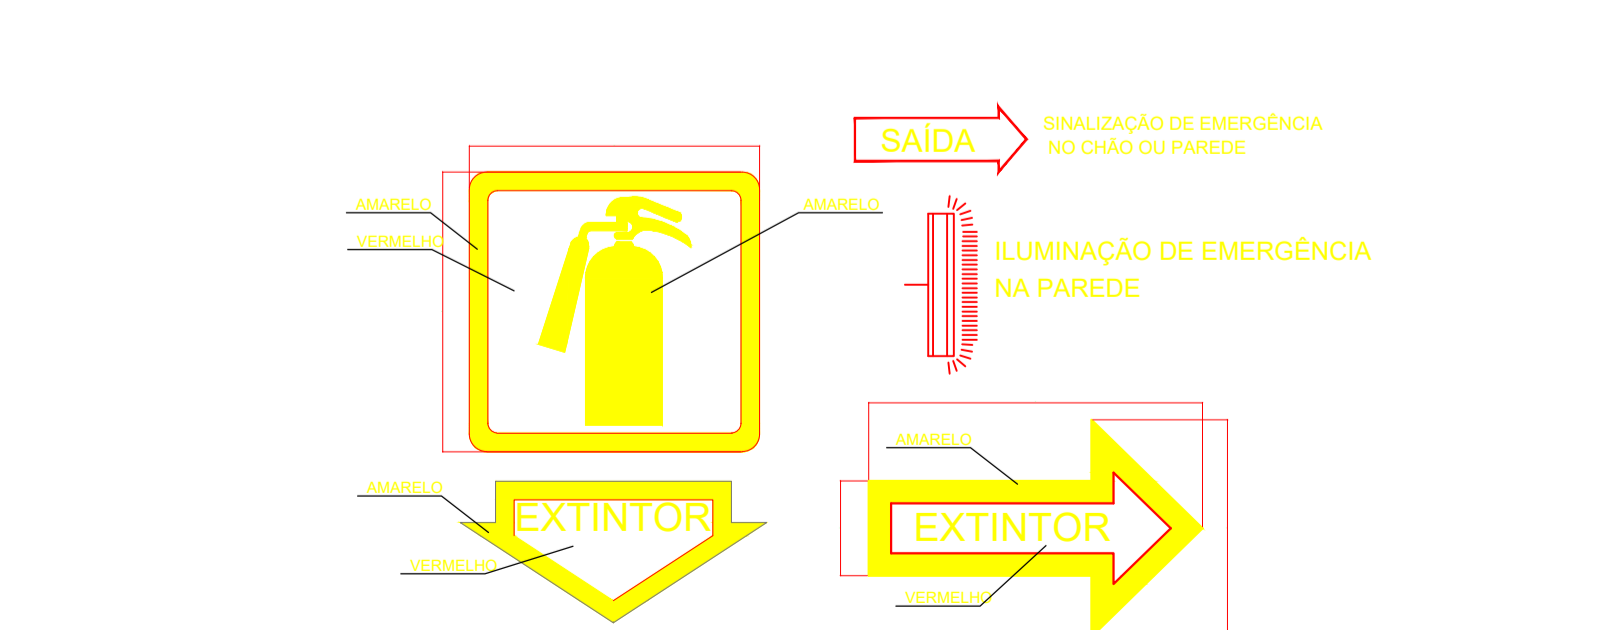 SAÍDA
SINALIZAÇÃO DE EMERGÊNCIA
NO CHÃO OU PAREDE
AMARELO
VERMELHO
AMARELO
ILUMINAÇÃO DE EMERGÊNCIA
NA PAREDE
AMARELO
EXTINTOR
VERMELHO
AMARELO
EXTINTOR
VERMELHO